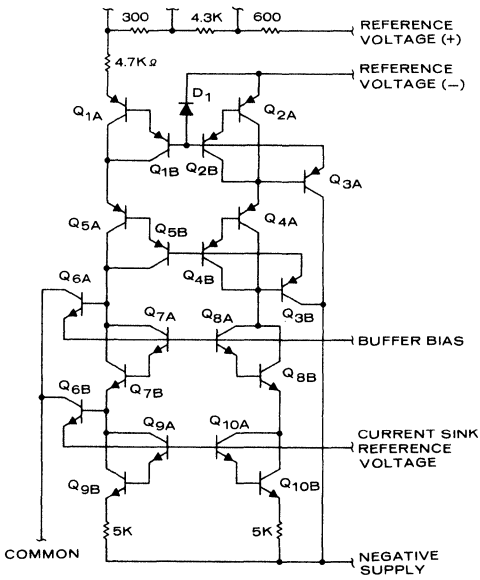 300 4.3K 600
REFERENCE
VOLTAGE (+)
4.7K Ω
REFERENCE
VOLTAGE (−)
D1
Q1A
Q2A
Q1B Q2B
Q3A
Q5A
Q5B
Q4A
Q6A
Q4B
Q3B
Q7A Q8A
BUFFER BIAS
Q7B
Q8B
Q6B
Q9A Q10A
CURRENT SINK
REFERENCE
VOLTAGE
Q9B
Q10B
5K 5K
COMMON
NEGATIVE
SUPPLY